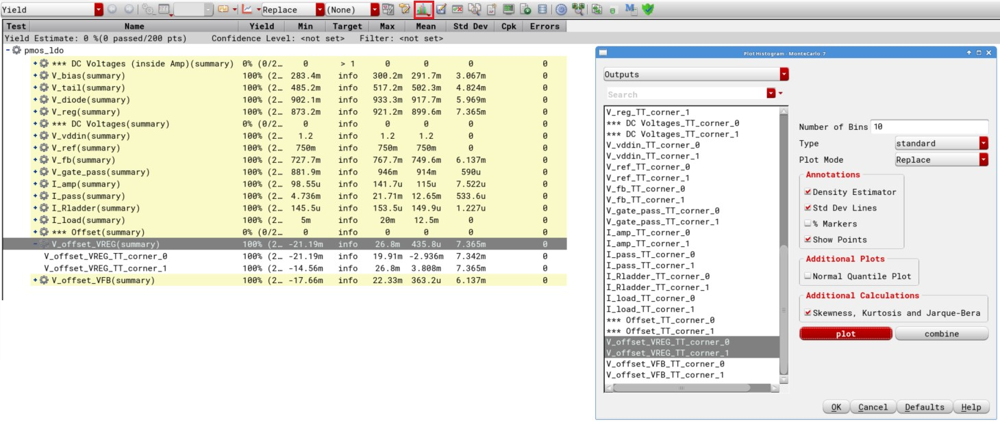 Yield Replace (None)
Test Name Yield Min Target Max Mean Std Dev Cpk Errors
Yield Estimate: 0 %(0 passed/200 pts) Confidence Level: <not set> Filter: <not set>
pmos_ldo
*** DC Voltages (inside Amp)(summary) 0% (0/2… 0 > 1 0 0 0 0
V_bias(summary) 100% (2… 283.4m info 300.2m 291.7m 3.067m 0
V_tail(summary) 100% (2… 485.2m info 517.2m 502.3m 4.824m 0
V_diode(summary) 100% (2… 902.1m info 933.3m 917.7m 5.969m 0
V_reg(summary) 100% (2… 873.2m info 921.2m 899.6m 7.365m 0
*** DC Voltages(summary) 0% (0/2… 0 info 0 0 0 0
V_vddin(summary) 100% (2… 1.2 info 1.2 1.2 0 0
V_ref(summary) 100% (2… 750m info 750m 750m 0 0
V_fb(summary) 100% (2… 727.7m info 767.7m 749.6m 6.137m 0
V_gate_pass(summary) 100% (2… 881.9m info 946m 914m 590u 0
I_amp(summary) 100% (2… 98.55u info 141.7u 115u 7.522u 0
I_pass(summary) 100% (2… 4.736m info 21.71m 12.65m 533.6u 0
I_Rladder(summary) 100% (2… 145.5u info 153.5u 149.9u 1.227u 0
I_load(summary) 100% (2… 5m info 20m 12.5m 0 0
*** Offset(summary) 0% (0/2… 0 info 0 0 0 0
V_offset_VREG(summary) 100% (2… -21.19m info 26.8m 435.8u 7.365m 0
V_offset_VREG_TT_corner_0 100% (2… -21.19m info 19.91m -2.936m 7.342m 0
V_offset_VREG_TT_corner_1 100% (2… -14.56m info 26.8m 3.808m 7.365m 0
V_offset_VFB(summary) 100% (2… -17.66m info 22.33m 363.2u 6.137m 0
Plot Histogram - MonteCarlo.7
Outputs
Search
V_reg_TT_corner_1
*** DC Voltages_TT_corner_0
*** DC Voltages_TT_corner_1
V_vddin_TT_corner_0
V_vddin_TT_corner_1
V_ref_TT_corner_0
V_ref_TT_corner_1
V_fb_TT_corner_0
V_fb_TT_corner_1
V_gate_pass_TT_corner_0
V_gate_pass_TT_corner_1
I_amp_TT_corner_0
I_amp_TT_corner_1
I_pass_TT_corner_0
I_pass_TT_corner_1
I_Rladder_TT_corner_0
I_Rladder_TT_corner_1
I_load_TT_corner_0
I_load_TT_corner_1
*** Offset_TT_corner_0
*** Offset_TT_corner_1
V_offset_VREG_TT_corner_0
V_offset_VREG_TT_corner_1
V_offset_VFB_TT_corner_0
V_offset_VFB_TT_corner_1
Number of Bins 10
Type standard
Plot Mode Replace
Annotations
Density Estimator
Std Dev Lines
% Markers
Show Points
Additional Plots
Normal Quantile Plot
Additional Calculations
Skewness, Kurtosis and Jarque-Bera
plot combine
OK Cancel Defaults Help